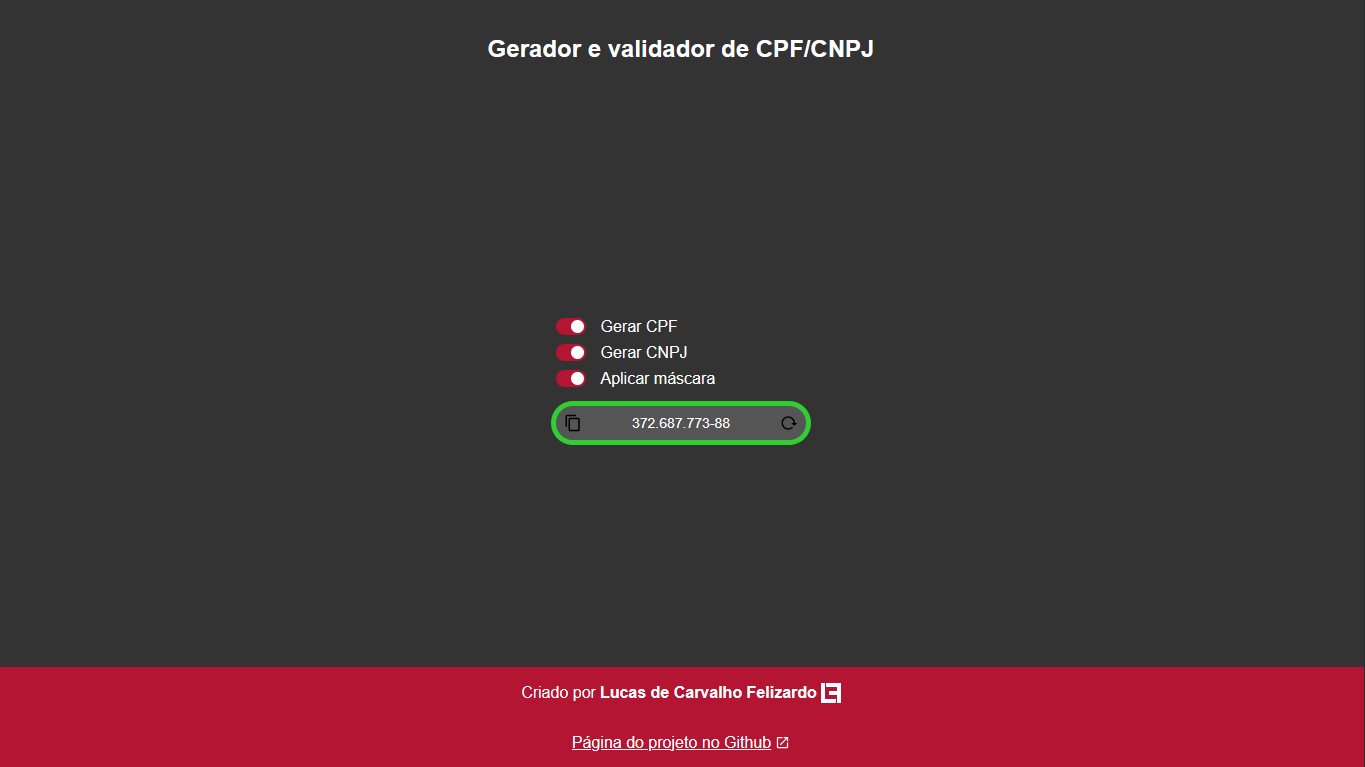 Gerador e validador de CPF/CNPJ
Gerar CPF
Gerar CNPJ
Aplicar máscara
372.687.773-88
Criado por Lucas de Carvalho Felizardo
Página do projeto no Github